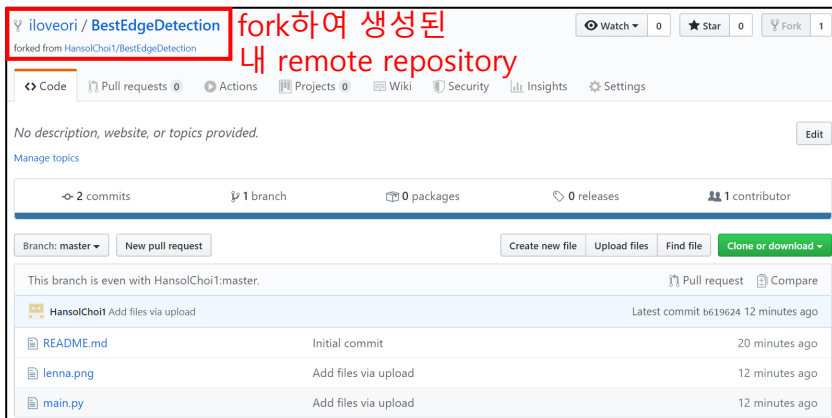 iloveori / BestEdgeDetection
forked from HansolChoi1/BestEdgeDetection
fork하여 생성된
내 remote repository
Watch 0 Star 0 Fork 1
Code Pull requests 0 Actions Projects 0 Wiki Security Insights Settings
No description, website, or topics provided.
Edit
Manage topics
2 commits 1 branch 0 packages 0 releases 1 contributor
Branch: master New pull request Create new file Upload files Find file Clone or download
This branch is even with HansolChoi1:master. Pull request Compare
HansolChoi1 Add files via upload Latest commit b619624 12 minutes ago
README.md Initial commit 20 minutes ago
lenna.png Add files via upload 12 minutes ago
main.py Add files via upload 12 minutes ago